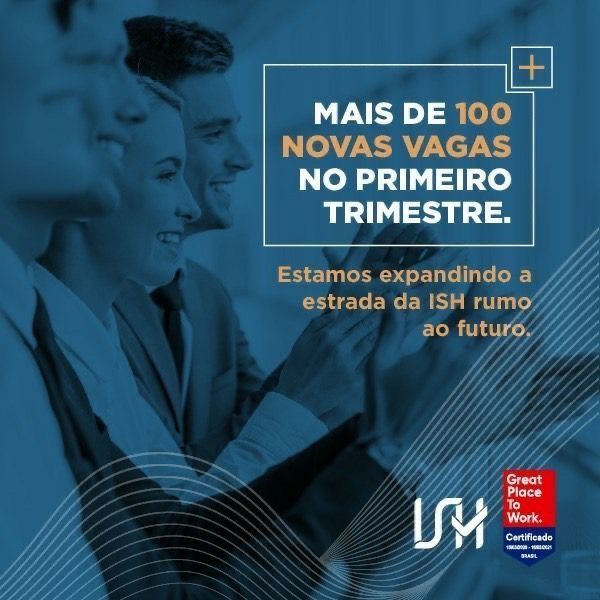 +
MAIS DE 100
NOVAS VAGAS
NO PRIMEIRO
TRIMESTRE.
Estamos expandindo a
estrada da ISH rumo
ao futuro.
ISH
Great
Place
To
Work.
Certificado
BRASIL